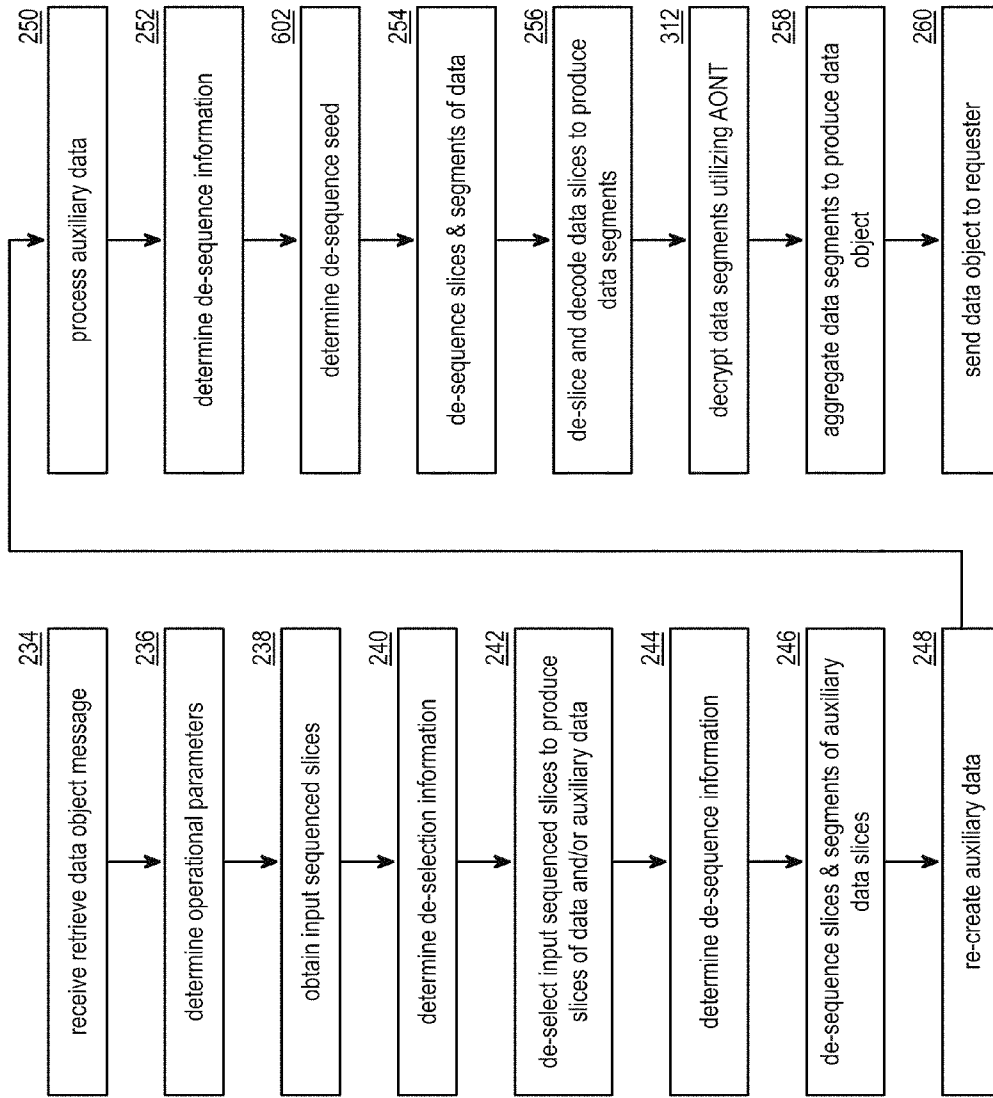 234
receive retrieve data object message
236
determine operational parameters
238
obtain input sequenced slices
240
determine de-selection information
242
de-select input sequenced slices to produce
slices of data and/or auxiliary data
244
determine de-sequence information
246
de-sequence slices & segments of auxiliary
data slices
248
re-create auxiliary data
250
process auxiliary data
252
determine de-sequence information
602
determine de-sequence seed
254
de-sequence slices & segments of data
256
de-slice and decode data slices to produce
data segments
312
decrypt data segments utilizing AONT
258
aggregate data segments to produce data
object
260
send data object to requester